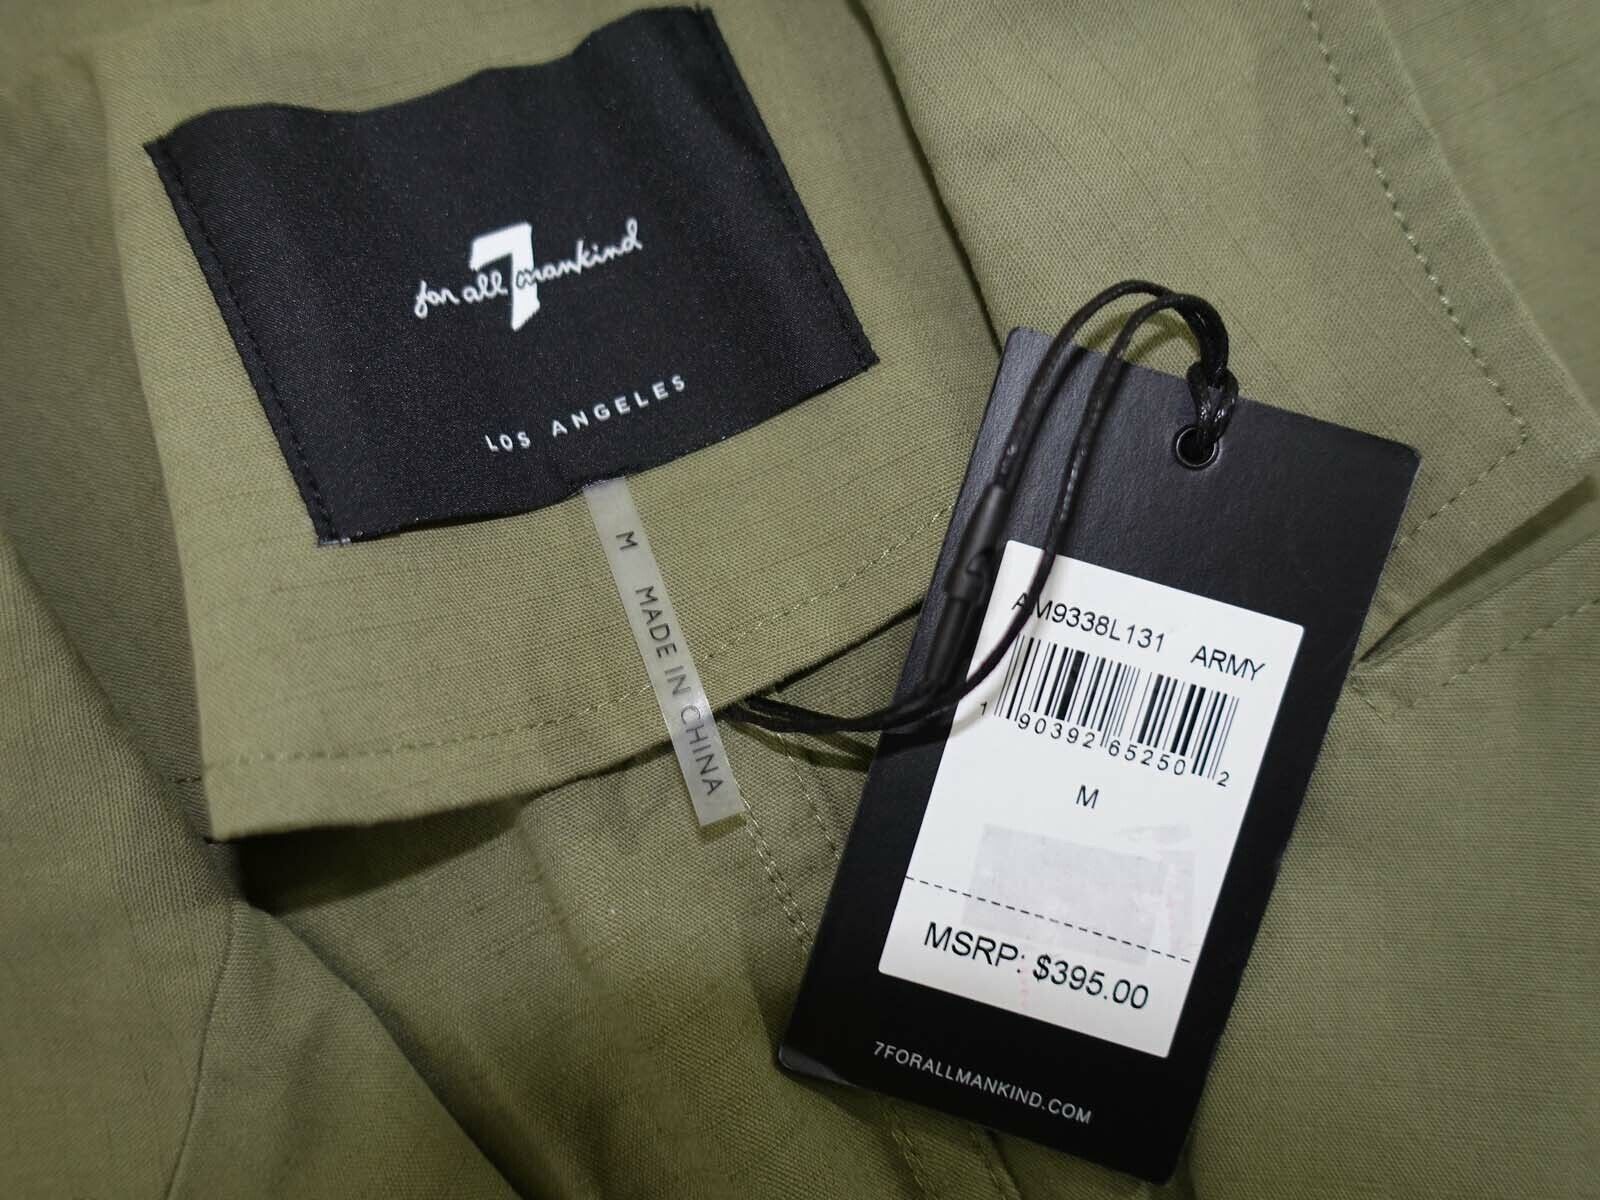 7
for all mankind
LOS ANGELES
M MADE IN CHINA
AM9338L131 ARMY
1 90392 65250 2
M
MSRP: $395.00
7FORALLMANKIND.COM